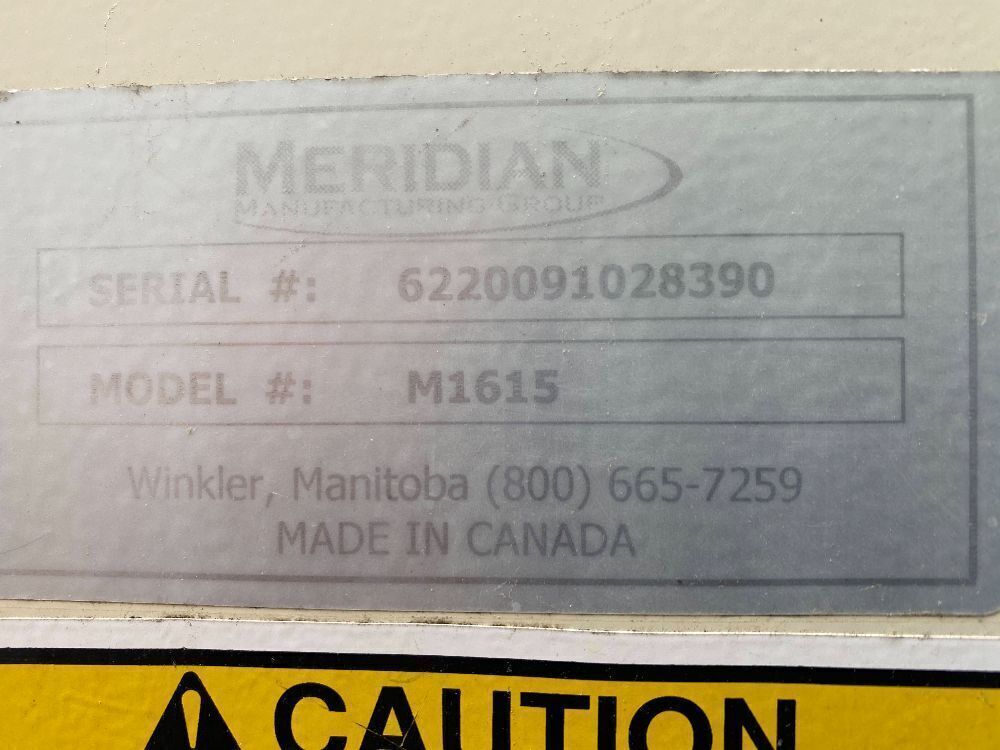 MERIDIAN
MANUFACTURING GROUP
SERIAL #: 6220091028390
MODEL #: M1615
Winkler, Manitoba (800) 665-7259
MADE IN CANADA
CAUTION